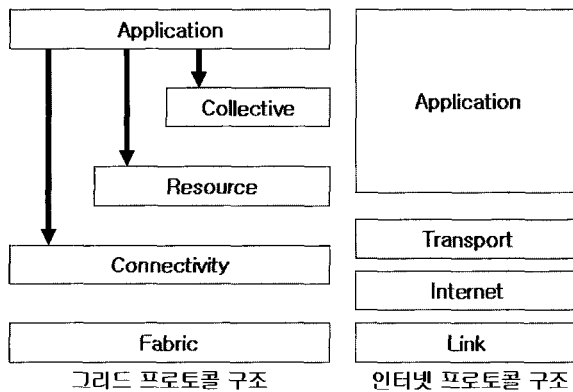 Application
Collective
Resource
Connectivity
Fabric
그리드 프로토콜 구조
Application
Transport
Internet
Link
인터넷 프로토콜 구조